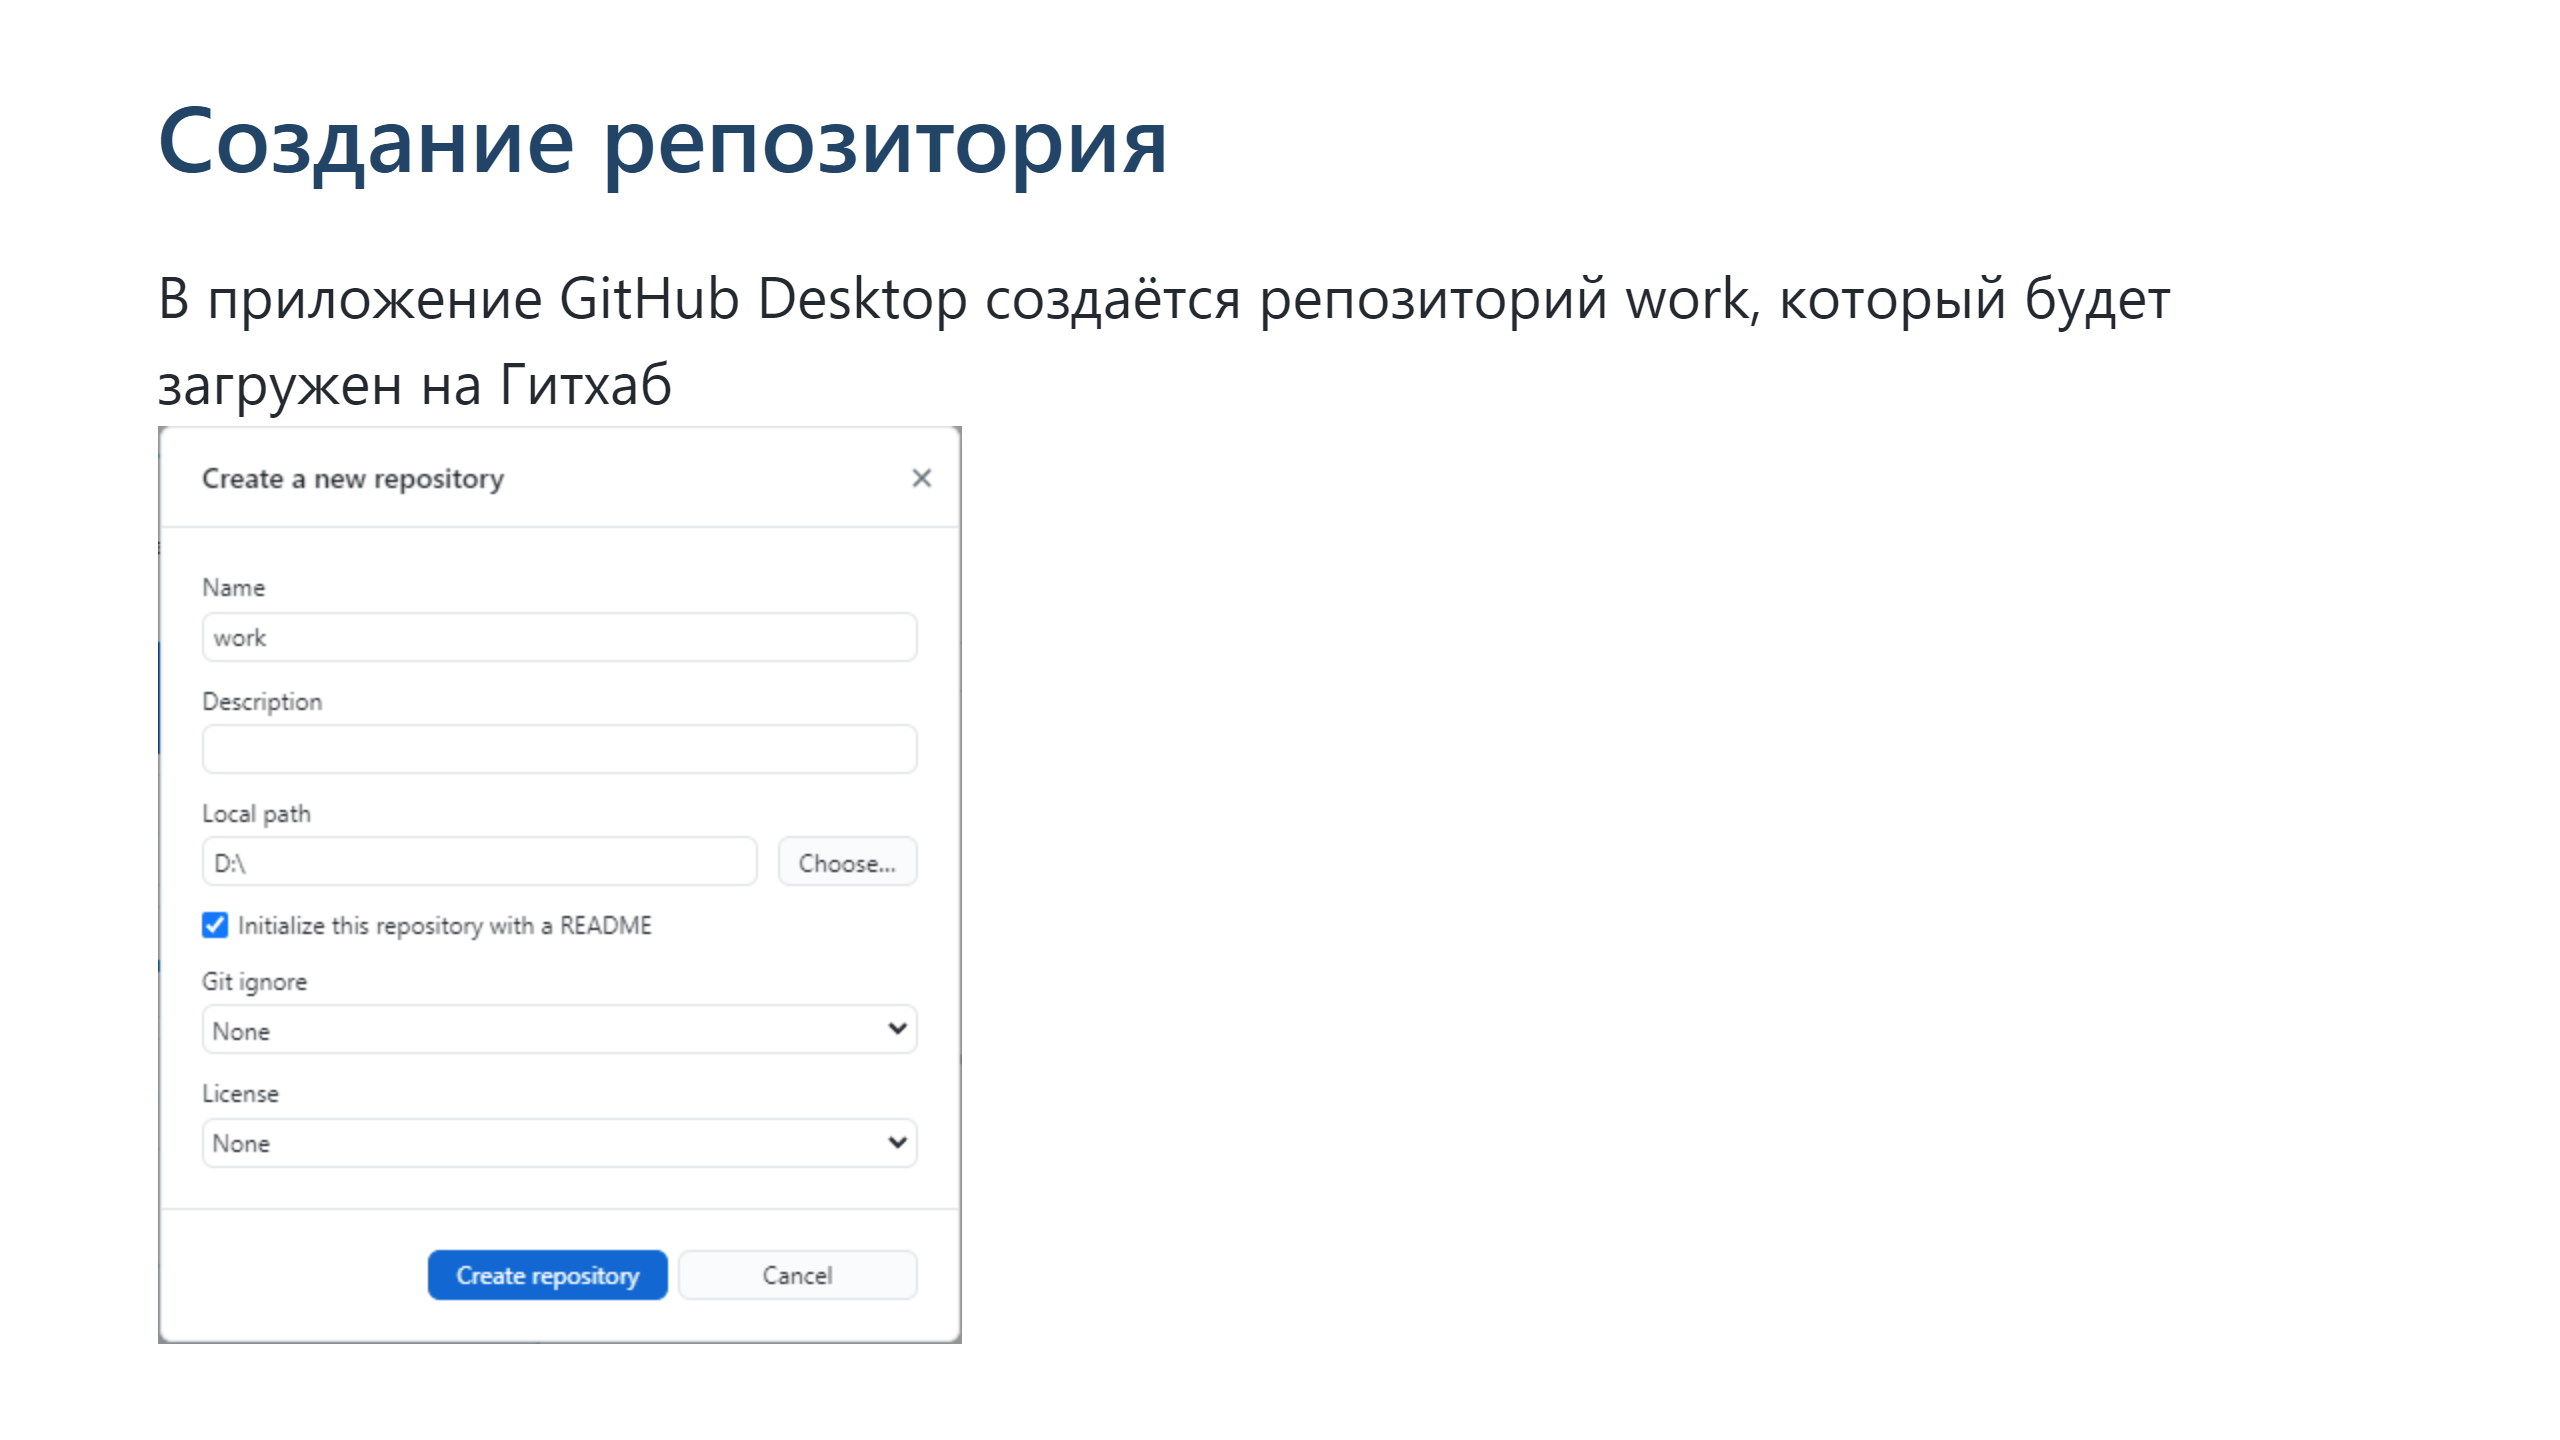 Создание репозитория
В приложение GitHub Desktop создаётся репозиторий work, который будет
загружен на Гитхаб
Create a new repository
Name
work
Description
Local path
D:\
Choose...
Initialize this repository with a README
Git ignore
None
License
None
Create repository
Cancel